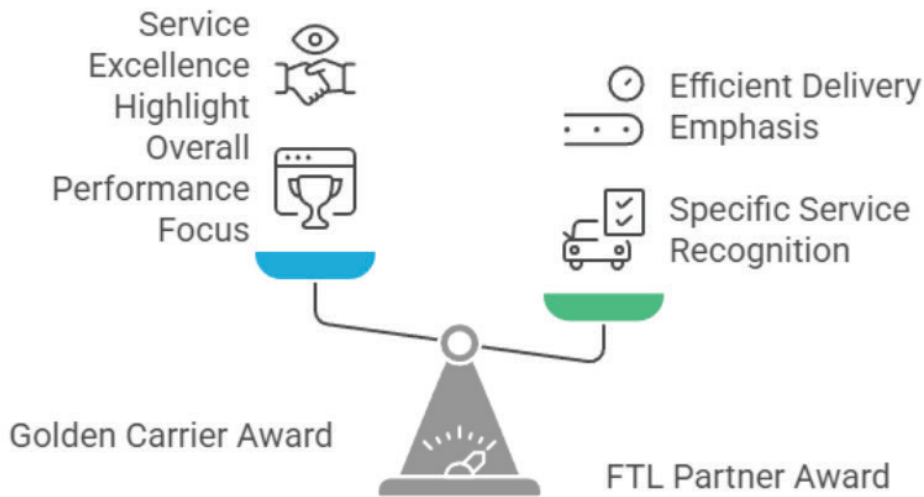 Service
Excellence
Highlight
Overall
Performance
Focus
Efficient Delivery
Emphasis
Specific Service
Recognition
Golden Carrier Award
FTL Partner Award